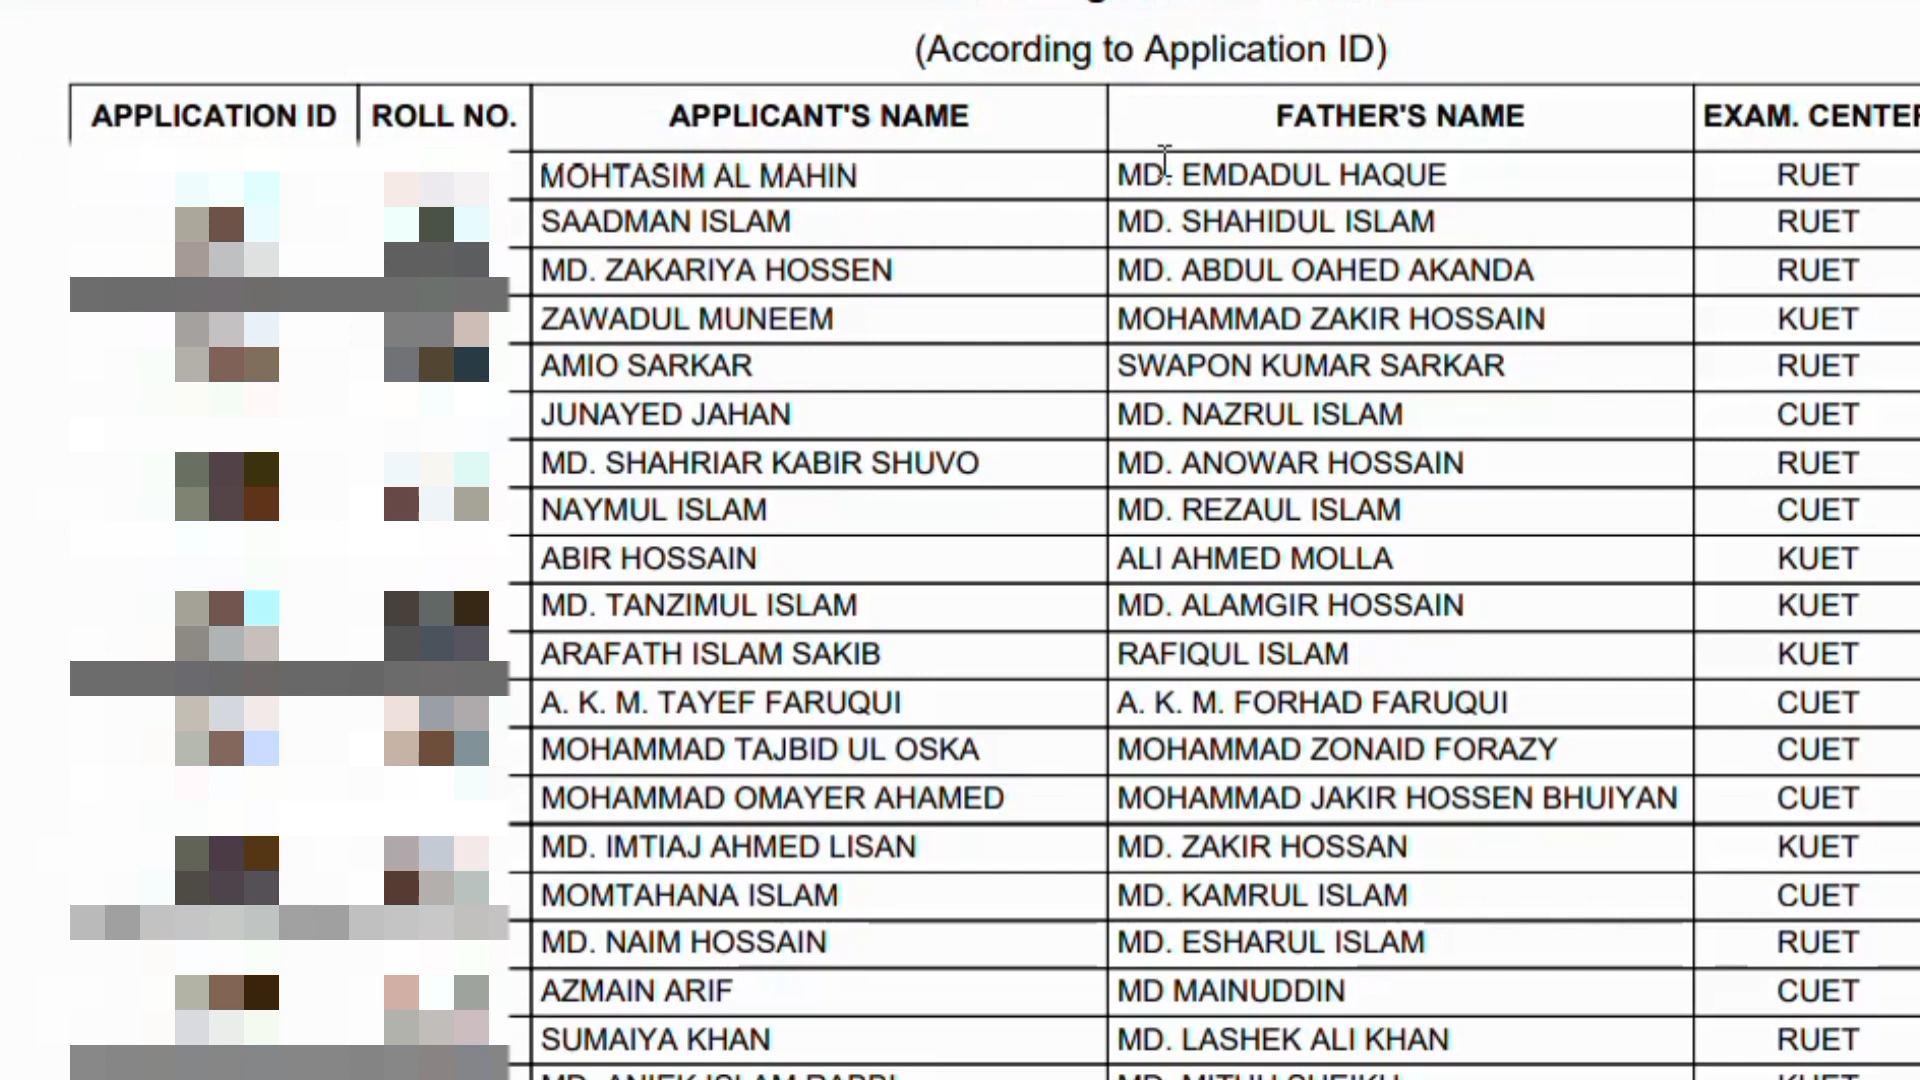 (According to Application ID)
APPLICATION ID ROLL NO. APPLICANT'S NAME FATHER'S NAME EXAM. CENTER
MOHTASIM AL MAHIN MD. EMDADUL HAQUE RUET
SAADMAN ISLAM MD. SHAHIDUL ISLAM RUET
MD. ZAKARIYA HOSSEN MD. ABDUL OAHED AKANDA RUET
ZAWADUL MUNEEM MOHAMMAD ZAKIR HOSSAIN KUET
AMIO SARKAR SWAPON KUMAR SARKAR RUET
JUNAYED JAHAN MD. NAZRUL ISLAM CUET
MD. SHAHRIAR KABIR SHUVO MD. ANOWAR HOSSAIN RUET
NAYMUL ISLAM MD. REZAUL ISLAM CUET
ABIR HOSSAIN ALI AHMED MOLLA KUET
MD. TANZIMUL ISLAM MD. ALAMGIR HOSSAIN KUET
ARAFATH ISLAM SAKIB RAFIQUL ISLAM KUET
A. K. M. TAYEF FARUQUI A. K. M. FORHAD FARUQUI CUET
MOHAMMAD TAJBID UL OSKA MOHAMMAD ZONAID FORAZY CUET
MOHAMMAD OMAYER AHAMED MOHAMMAD JAKIR HOSSEN BHUIYAN CUET
MD. IMTIAJ AHMED LISAN MD. ZAKIR HOSSAN KUET
MOMTAHANA ISLAM MD. KAMRUL ISLAM CUET
MD. NAIM HOSSAIN MD. ESHARUL ISLAM RUET
AZMAIN ARIF MD MAINUDDIN CUET
SUMAIYA KHAN MD. LASHEK ALI KHAN RUET